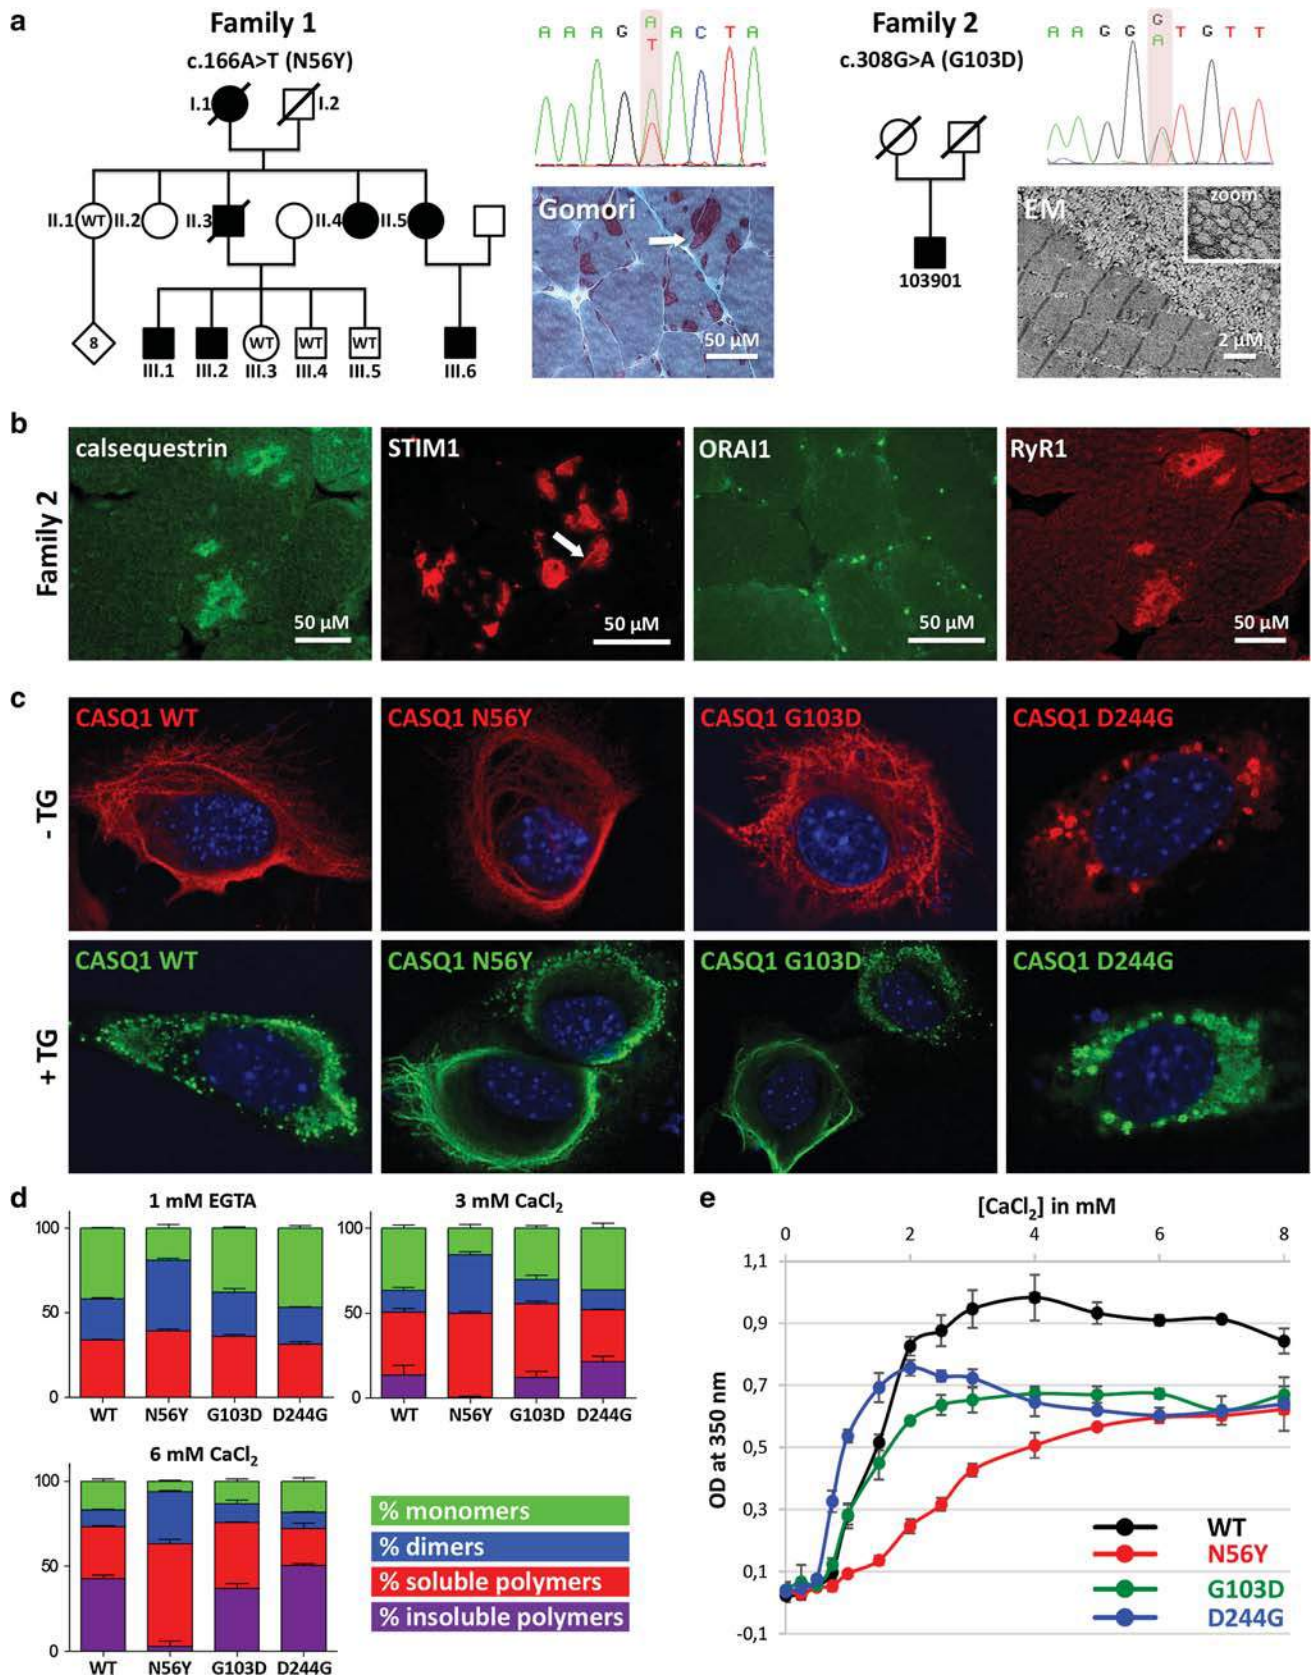 a
Family 1
c.166A>T (N56Y)
I.1
I.2
II.1
WT
II.2
II.3
II.4
II.5
8
WT
WT
WT
III.1
III.2
III.3
III.4
III.5
III.6
A A A G A A C T A
T
Gomori
50 µM
Family 2
c.308G>A (G103D)
103901
A A G G G T G T T
A
EM
zoom
2 µM
b
Family 2
calsequestrin
50 µM
STIM1
50 µM
ORAI1
50 µM
RyR1
50 µM
c
- TG
CASQ1 WT
CASQ1 N56Y
CASQ1 G103D
CASQ1 D244G
+ TG
CASQ1 WT
CASQ1 N56Y
CASQ1 G103D
CASQ1 D244G
d
1 mM EGTA
100
50
0
WT N56Y G103D D244G
3 mM CaCl2
100
50
0
WT N56Y G103D D244G
6 mM CaCl2
100
50
0
WT N56Y G103D D244G
% monomers
% dimers
% soluble polymers
% insoluble polymers
e
[CaCl2] in mM
0 2 4 6 8
1,1
0,9
0,7
0,5
0,3
0,1
-0,1
OD at 350 nm
WT
N56Y
G103D
D244G